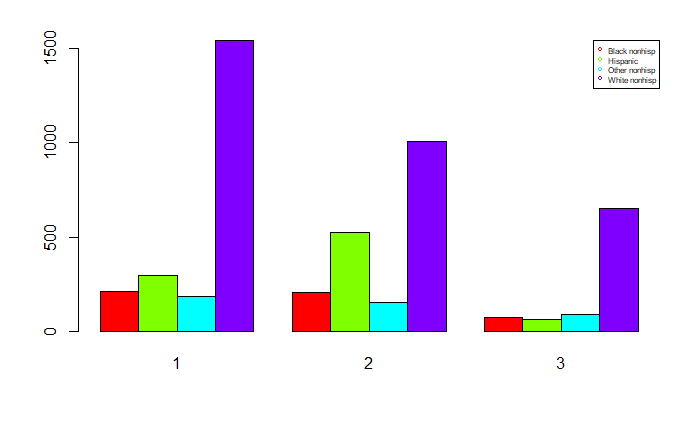 1500
1000
500
0
Black nonhisp
Hispanic
Other nonhisp
White nonhisp
1 2 3